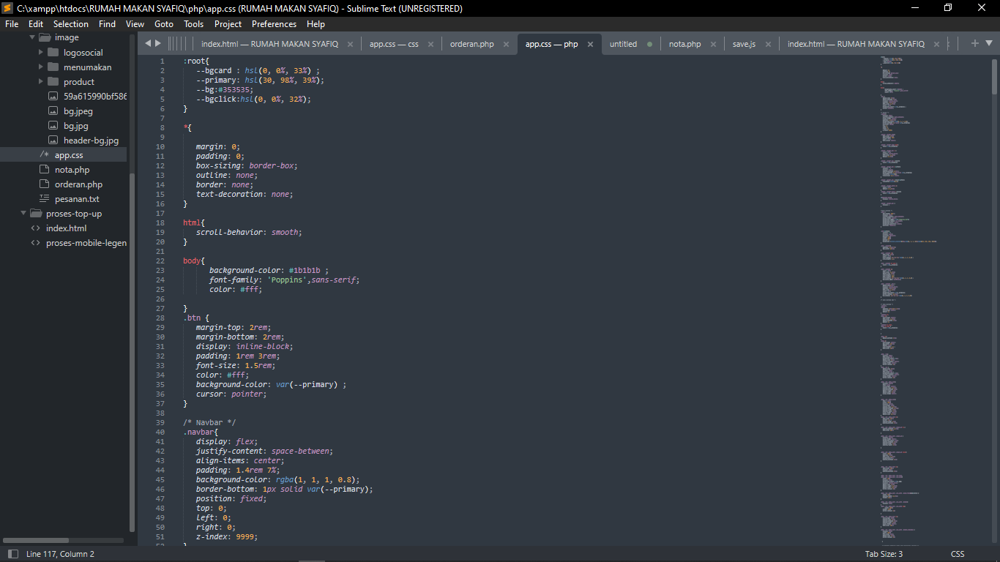 C:\xampp\htdocs\RUMAH MAKAN SYAFIQ\php\app.css (RUMAH MAKAN SYAFIQ) - Sublime Text (UNREGISTERED)
File Edit Selection Find View Goto Tools Project Preferences Help
image
logosocial
menumakan
product
59a615990bf586
bg.jpeg
bg.jpg
header-bg.jpg
/* app.css
nota.php
orderan.php
pesanan.txt
proses-top-up
<> index.html
<> proses-mobile-legen
index.html — RUMAH MAKAN SYAFIQ × app.css — css × orderan.php × app.css — php × untitled nota.php × save.js × index.html — RUMAH MAKAN SYAFIQ ×
1 :root{
2 --bgcard : hsl(0, 0%, 33%) ;
3 --primary: hsl(30, 98%, 39%);
4 --bg:#353535;
5 --bgclick:hsl(0, 0%, 32%);
6 }
7
8 *{
9
10 margin: 0;
11 padding: 0;
12 box-sizing: border-box;
13 outline: none;
14 border: none;
15 text-decoration: none;
16 }
17
18 html{
19 scroll-behavior: smooth;
20 }
21
22 body{
23 background-color: #1b1b1b ;
24 font-family: 'Poppins',sans-serif;
25 color: #fff;
26
27 }
28 .btn {
29 margin-top: 2rem;
30 margin-bottom: 2rem;
31 display: inline-block;
32 padding: 1rem 3rem;
33 font-size: 1.5rem;
34 color: #fff;
35 background-color: var(--primary) ;
36 cursor: pointer;
37 }
38
39 /* Navbar */
40 .navbar{
41 display: flex;
42 justify-content: space-between;
43 align-items: center;
44 padding: 1.4rem 7%;
45 background-color: rgba(1, 1, 1, 0.8);
46 border-bottom: 1px solid var(--primary);
47 position: fixed;
48 top: 0;
49 left: 0;
50 right: 0;
51 z-index: 9999;
52 }
Line 117, Column 2 Tab Size: 3 CSS